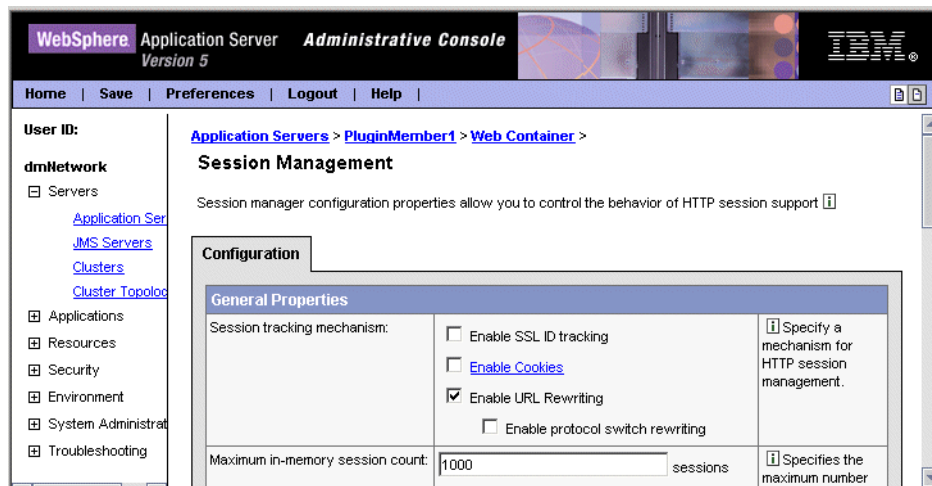 WebSphere Application Server Administrative Console
Version 5
IBM®
Home | Save | Preferences | Logout | Help |
User ID:
dmNetwork
Servers
Application Ser
JMS Servers
Clusters
Cluster Topoloc
Applications
Resources
Security
Environment
System Administrat
Troubleshooting
Application Servers > PluginMember1 > Web Container >
Session Management
Session manager configuration properties allow you to control the behavior of HTTP session support i
Configuration
General Properties
Session tracking mechanism:
Enable SSL ID tracking
Enable Cookies
Enable URL Rewriting
Enable protocol switch rewriting
i Specify a
mechanism for
HTTP session
management.
Maximum in-memory session count:
1000 sessions
i Specifies the
maximum number